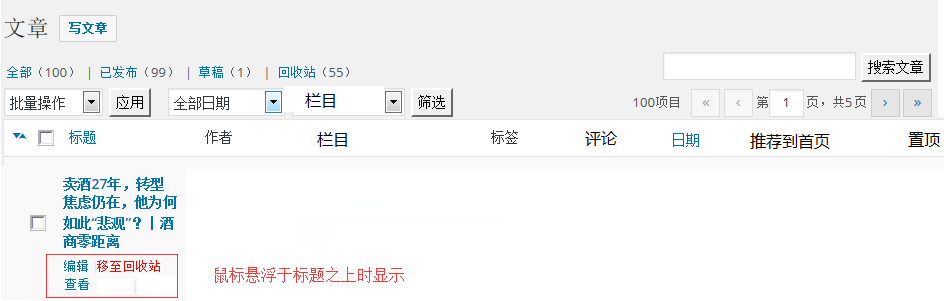 文章 写文章
全部（100） | 已发布（99） | 草稿（1） | 回收站（55） 搜索文章
批量操作 应用 全部日期 栏目 筛选 100项目 « ‹ 第 1 页，共5页 › »
标题 作者 栏目 标签 评论 日期 推荐到首页 置顶
卖酒27年，转型
焦虑仍在，他为何
如此“悲观”？丨酒
商零距离
编辑 移至回收站
查看
鼠标悬浮于标题之上时显示